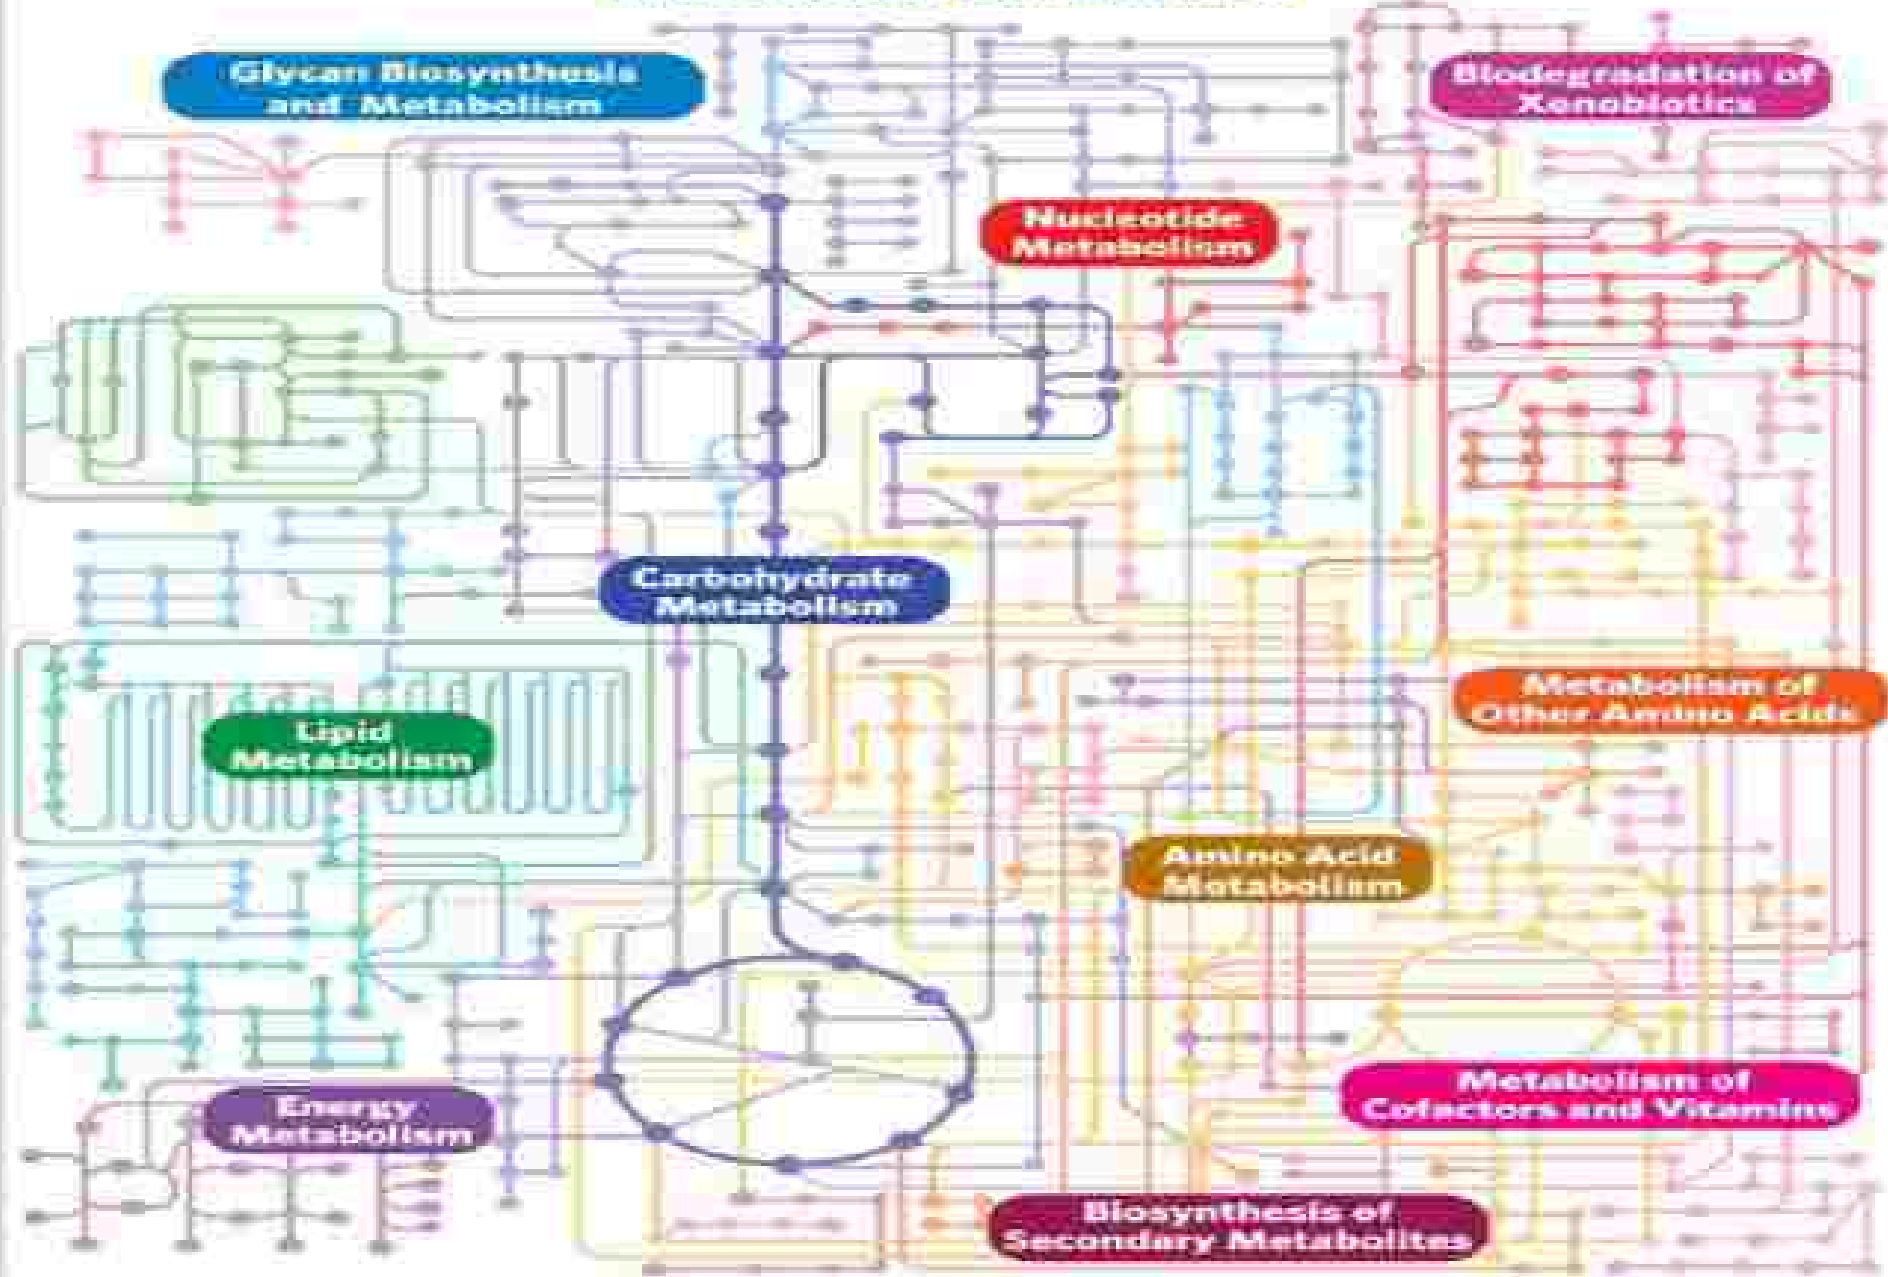 Glycan Biosynthesis
and Metabolism
Biodegradation of
Xenobiotics
Nucleotide
Metabolism
Carbohydrate
Metabolism
Metabolism of
Other Amino Acids
Lipid
Metabolism
Amino Acid
Metabolism
Metabolism of
Cofactors and Vitamins
Energy
Metabolism
Biosynthesis of
Secondary Metabolites